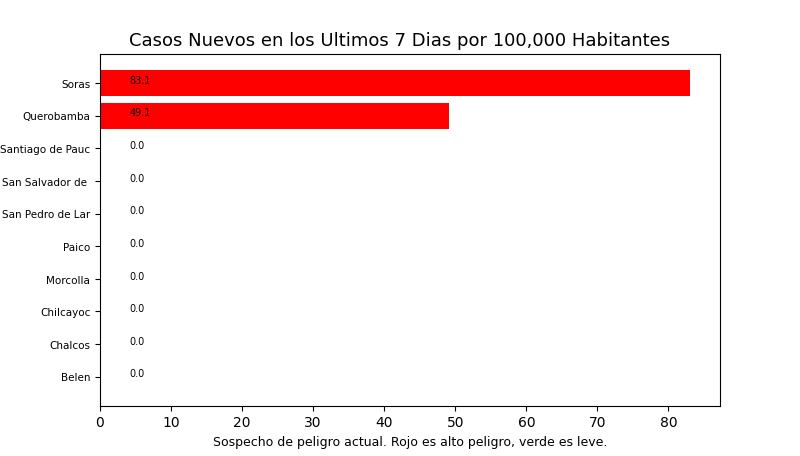 Casos Nuevos en los Ultimos 7 Dias por 100,000 Habitantes
Soras 83.1
Querobamba 49.1
Santiago de Pauc 0.0
San Salvador de 0.0
San Pedro de Lar 0.0
Paico 0.0
Morcolla 0.0
Chilcayoc 0.0
Chalcos 0.0
Belen 0.0
0 10 20 30 40 50 60 70 80
Sospecho de peligro actual. Rojo es alto peligro, verde es leve.